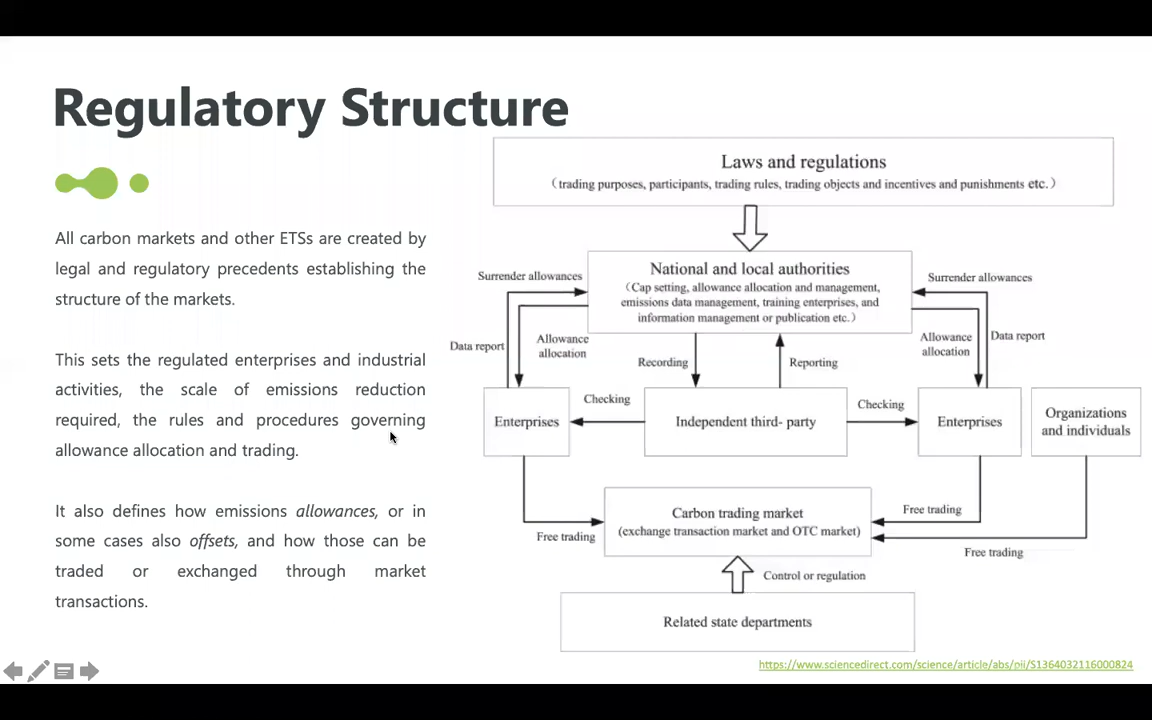 Regulatory Structure
All carbon markets and other ETSs are created by
legal and regulatory precedents establishing the
structure of the markets.
This sets the regulated enterprises and industrial
activities, the scale of emissions reduction
required, the rules and procedures governing
allowance allocation and trading.
It also defines how emissions allowances, or in
some cases also offsets, and how those can be
traded or exchanged through market
transactions.
Laws and regulations
(trading purposes, participants, trading rules, trading objects and incentives and punishments etc.)
National and local authorities
(Cap setting, allowance allocation and management,
emissions data management, training enterprises, and
information management or publication etc.)
Surrender allowances
Surrender allowances
Data report
Allowance
allocation
Recording
Reporting
Allowance
allocation
Data report
Enterprises
Checking
Independent third- party
Checking
Enterprises
Organizations
and individuals
Free trading
Carbon trading market
(exchange transaction market and OTC market)
Free trading
Free trading
Control or regulation
Related state departments
https://www.sciencedirect.com/science/article/abs/pii/S1364032116000824